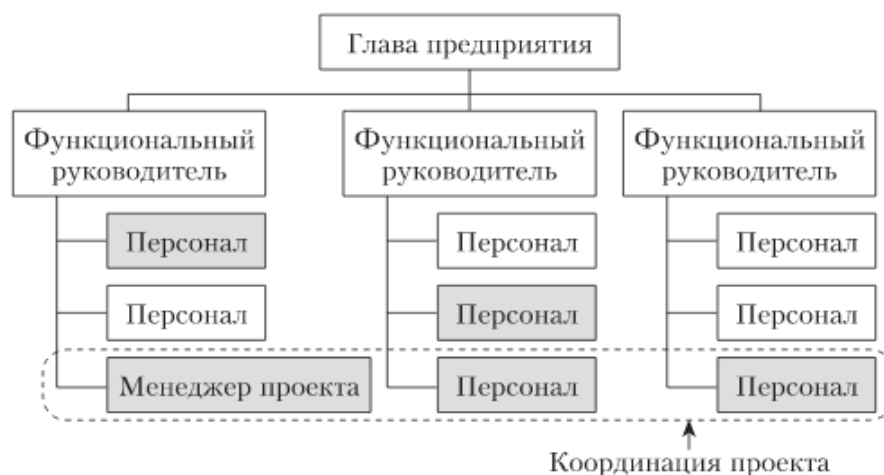 Глава предприятия
Функциональный
руководитель
Функциональный
руководитель
Функциональный
руководитель
Персонал
Персонал
Персонал
Персонал
Персонал
Персонал
Менеджер проекта
Персонал
Персонал
Координация проекта